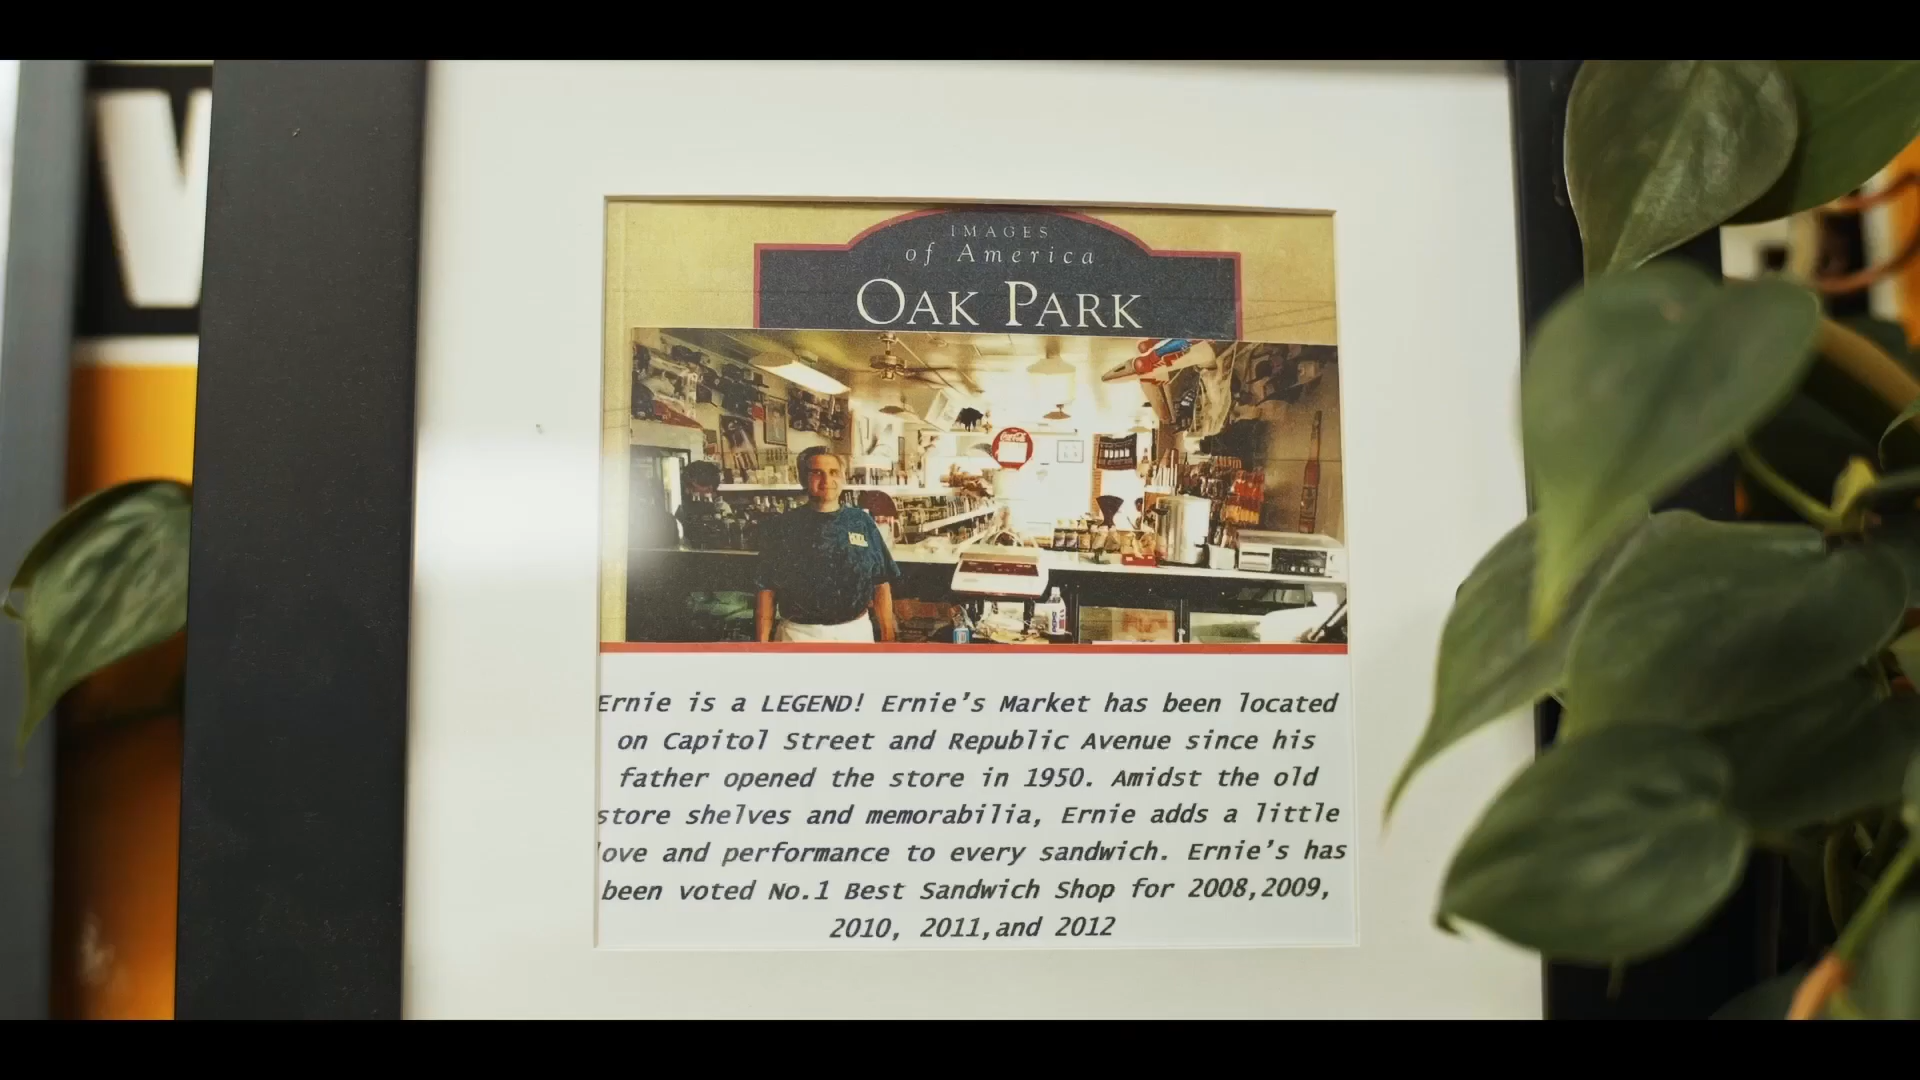 W
IMAGES
of America
OAK PARK
Coca-Cola
Ernie is a LEGEND! Ernie's Market has been located
on Capitol Street and Republic Avenue since his
father opened the store in 1950. Amidst the old
store shelves and memorabilia, Ernie adds a little
love and performance to every sandwich. Ernie's has
been voted No.1 Best Sandwich Shop for 2008,2009,
2010, 2011,and 2012